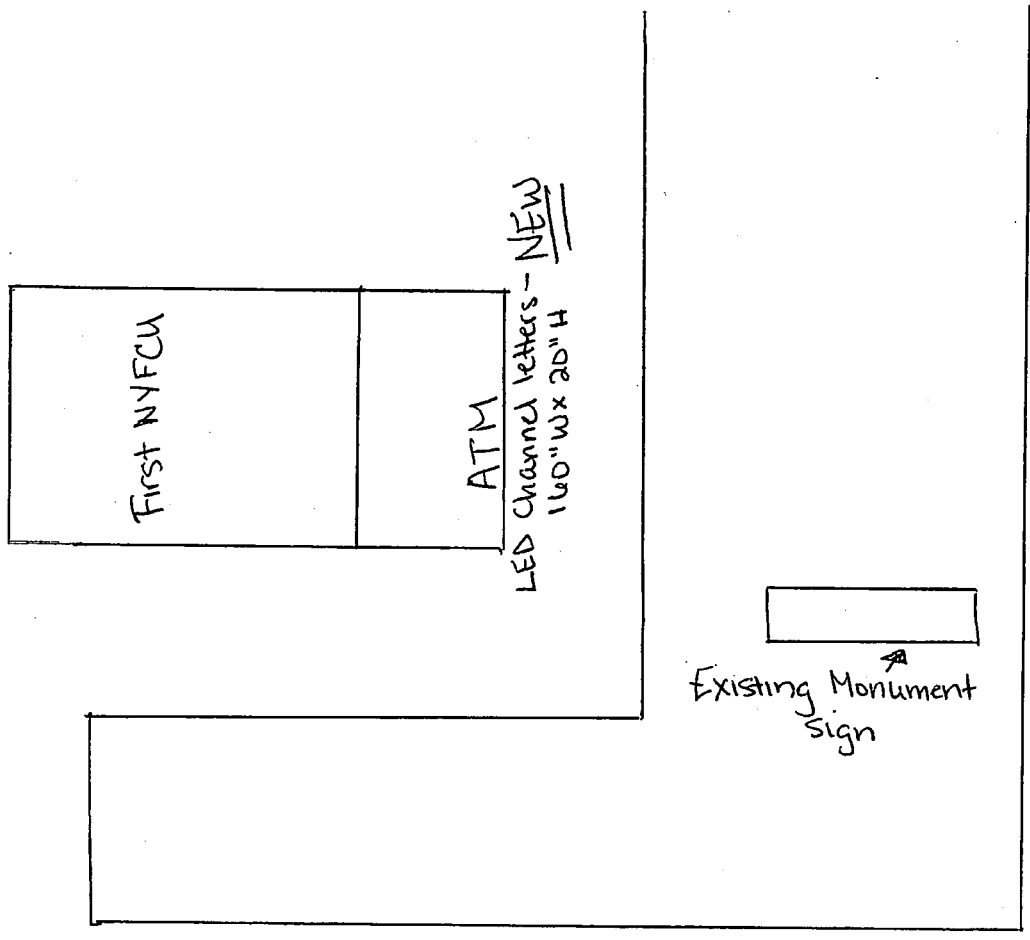 First NYFCU
ATM
LED Channel letters - NEW
160"W x 20"H
Existing Monument
sign